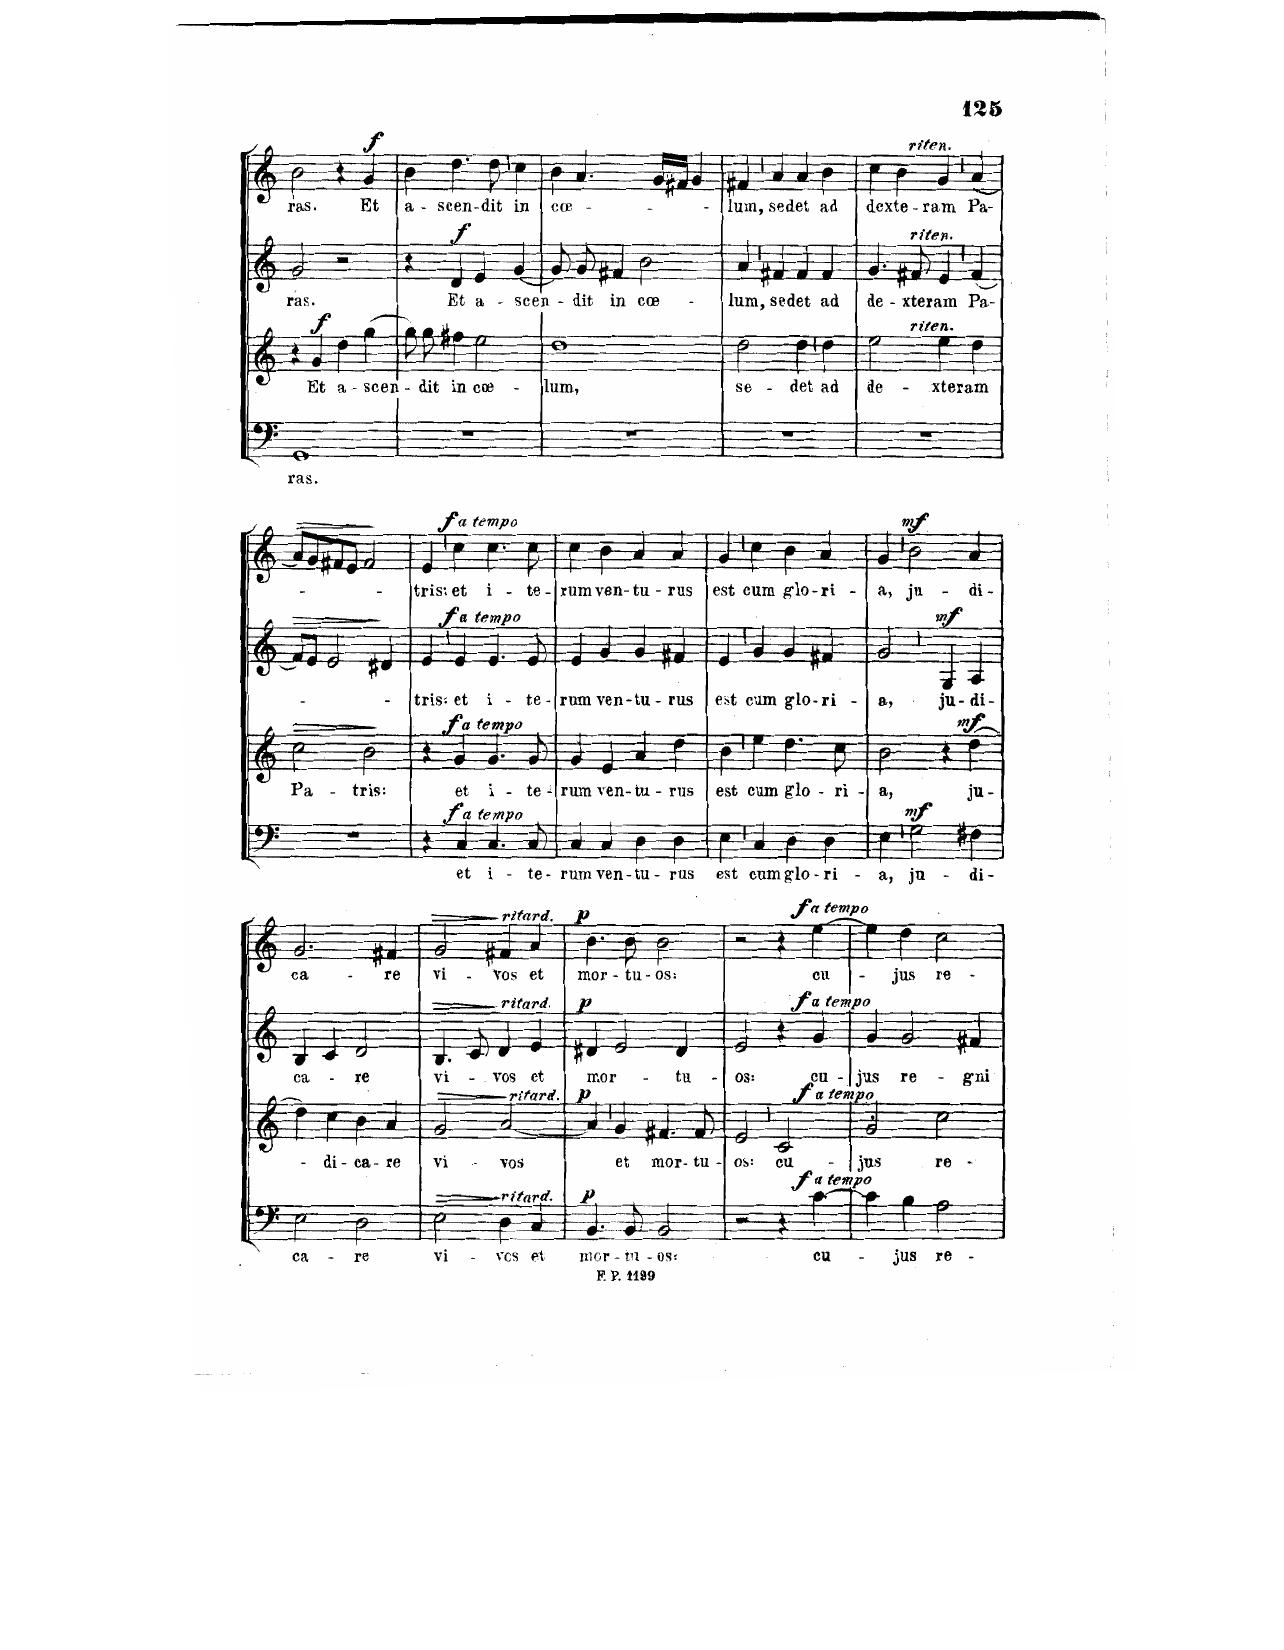 125
f
riten.
ras. Et a - scen - dit in cœ - - - lum, sedet ad dexte - ram Pa-
f
riten.
ras. Et a - scen - dit in cœ - lum, sedet ad de - xteram Pa-
f
riten.
Et a - scen - dit in cœ - lum, se - det ad de - xteram
ras.
f a tempo
mf
- - tris: et i - te - rum ven - tu - rus est cum glo - ri - a, ju - di-
f a tempo
mf
- - tris: et i - te - rum ven - tu - rus est cum glo - ri - a, ju - di-
f a tempo
mf
Pa - tris: et i - te - rum ven - tu - rus est cum glo - ri - a, ju-
f a tempo
mf
et i - te - rum ven - tu - rus est cum glo - ri - a, ju - di-
ritard. p f a tempo
ca - re vi - vos et mor - tu - os: cu - jus re -
ritard. p f a tempo
ca - re vi - vos et mor - tu - os: cu - jus re - gni
ritard. p f a tempo
- di - ca - re vi - vos et mor - tu - os: cu - jus re -
ritard. p f a tempo
ca - re vi - vos et mor - tu - os: cu - jus re -
F. P. 1199